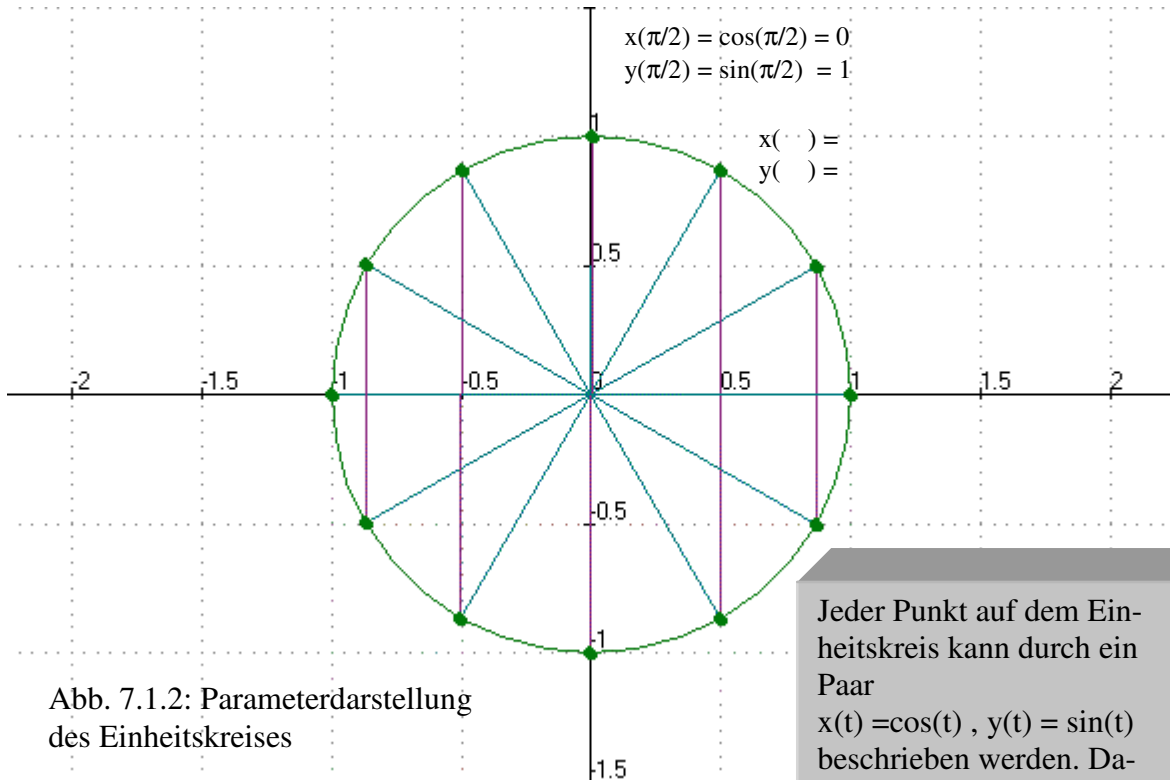 x(π/2) = cos(π/2) = 0
y(π/2) = sin(π/2) = 1
1
x( ) =
y( ) =
0.5
-2 -1.5 -1 -0.5 0 0.5 1 1.5 2
-0.5
-1
-1.5
Abb. 7.1.2: Parameterdarstellung
des Einheitskreises
Jeder Punkt auf dem Ein-
heitskreis kann durch ein
Paar
x(t) =cos(t) , y(t) = sin(t)
beschrieben werden. Da-